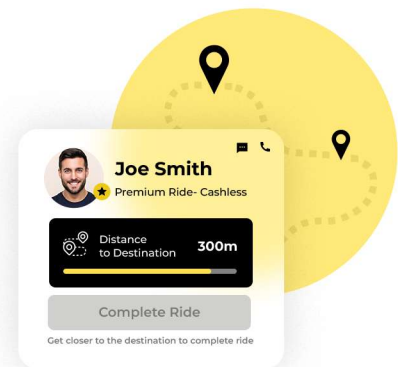 Joe Smith
Premium Ride- Cashless
Distance
to Destination
300m
Complete Ride
Get closer to the destination to complete ride